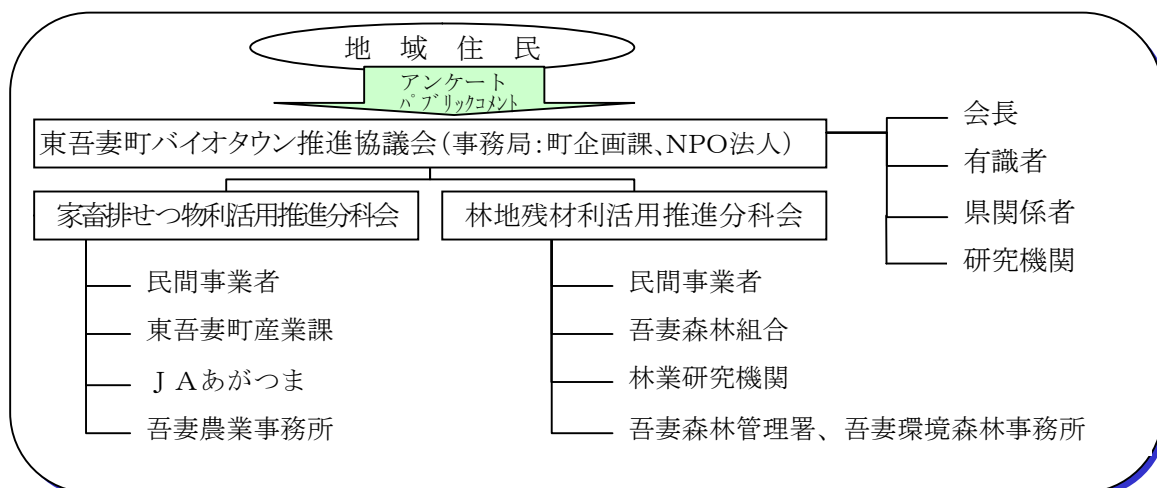 地 域 住 民
アンケート
パブリックコメント
東吾妻町バイオタウン推進協議会(事務局:町企画課、NPO法人)
会長
有識者
県関係者
研究機関
家畜排せつ物利活用推進分科会
民間事業者
東吾妻町産業課
JAあがつま
吾妻農業事務所
林地残材利活用推進分科会
民間事業者
吾妻森林組合
林業研究機関
吾妻森林管理署、吾妻環境森林事務所